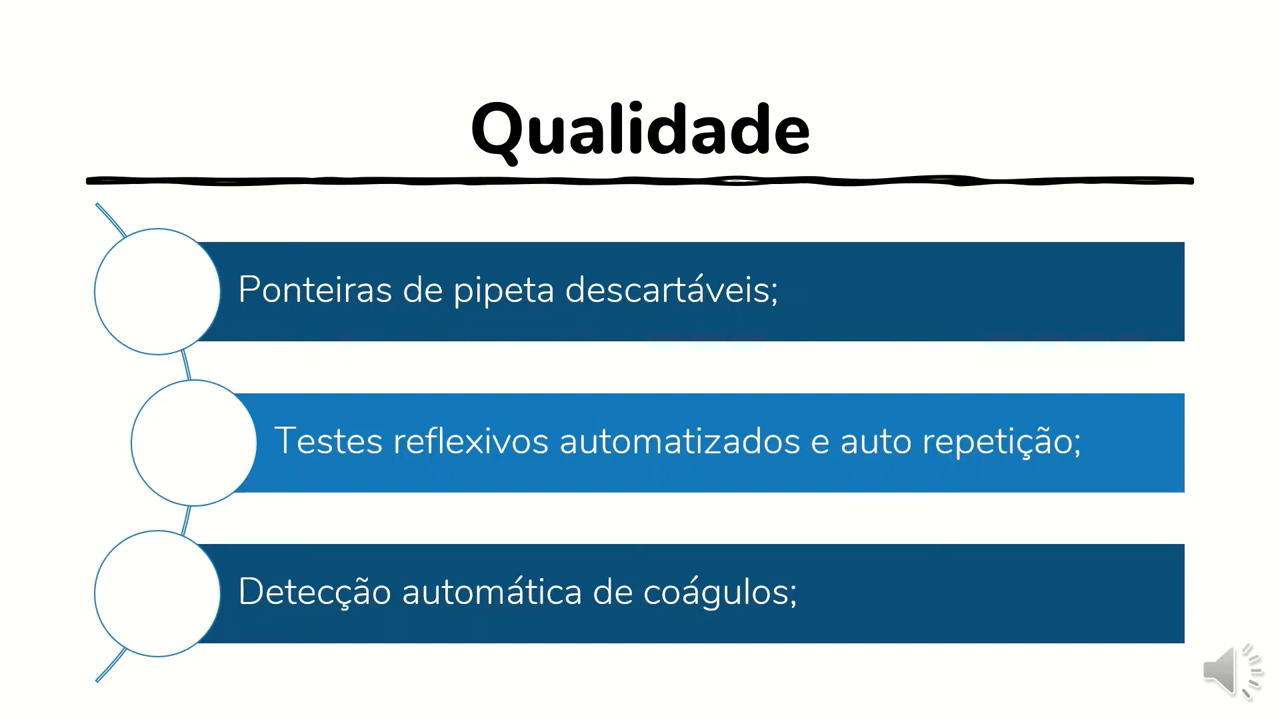 Qualidade
Ponteiras de pipeta descartáveis;
Testes reflexivos automatizados e auto repetição;
Detecção automática de coágulos;